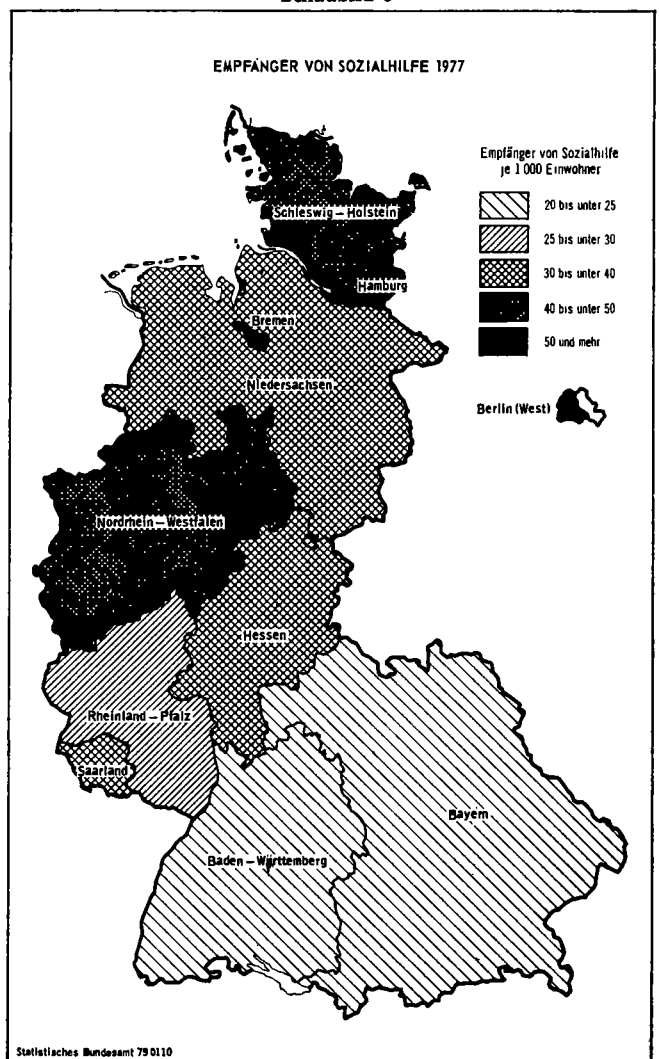 EMPFÄNGER VON SOZIALHILFE 1977
Empfänger von Sozialhilfe
je 1 000 Einwohner
20 bis unter 25
25 bis unter 30
30 bis unter 40
40 bis unter 50
50 und mehr
Berlin (West)
Schleswig – Holstein
Hamburg
Bremen
Niedersachsen
Nordrhein – Westfalen
Hessen
Rheinland – Pfalz
Saarland
Bayern
Baden – Württemberg
Statistisches Bundesamt 79 0110